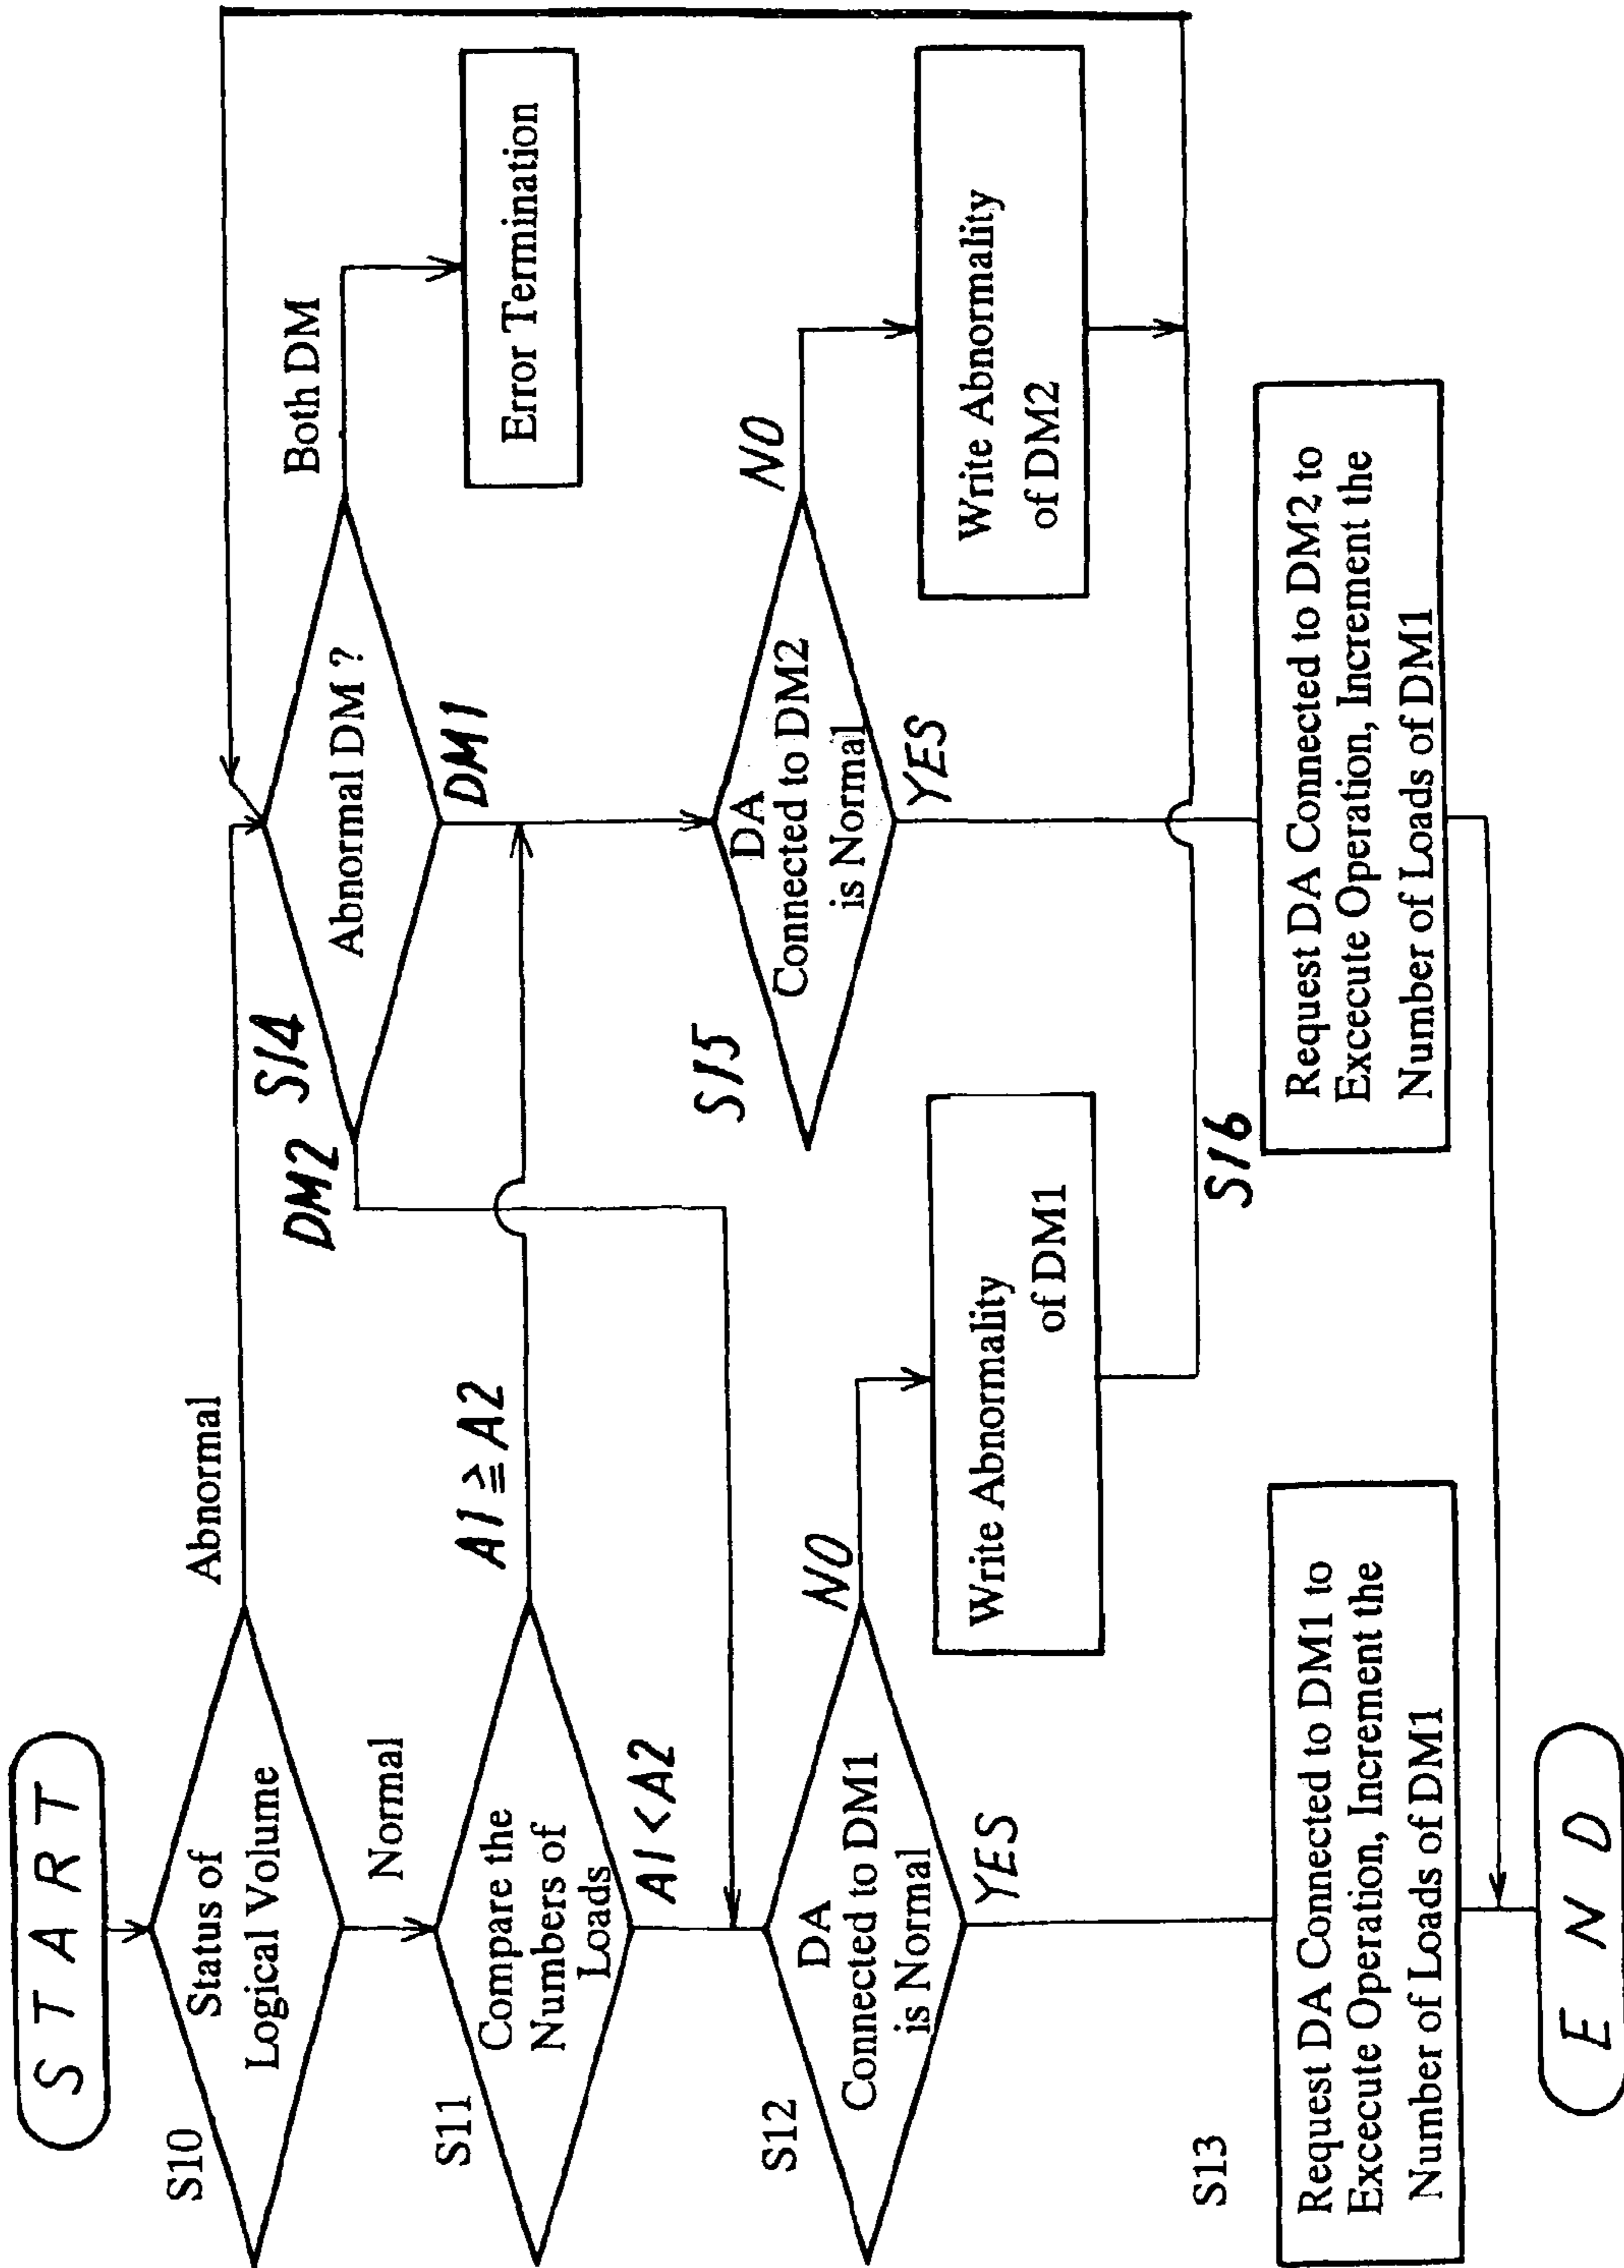 START
S10
Status of
Logical Volume
Abnormal
Normal
S11
Compare the
Numbers of
Loads
A1 ≧ A2
A1 < A2
S12
DA
Connected to DM1
is Normal
NO
YES
Write Abnormality
of DM1
S13
Request DA Connected to DM1 to
Excecute Operation, Increment the
Number of Loads of DM1
END
S14
Abnormal DM ?
DM2
DM1
Both DM
Error Termination
S15
DA
Connected to DM2
is Normal
NO
YES
Write Abnormality
of DM2
S16
Request DA Connected to DM2 to
Excecute Operation, Increment the
Number of Loads of DM1